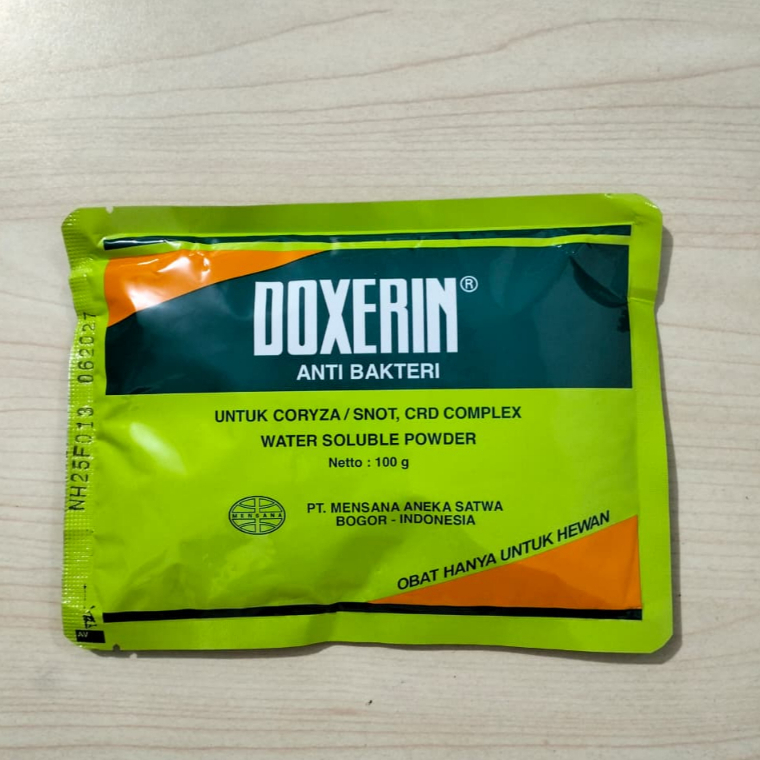 DOXERIN®
ANTI BAKTERI
UNTUK CORYZA / SNOT, CRD COMPLEX
WATER SOLUBLE POWDER
Netto : 100 g
MENSANA
PT. MENSANA ANEKA SATWA
BOGOR - INDONESIA
OBAT HANYA UNTUK HEWAN
NH25F013 062027